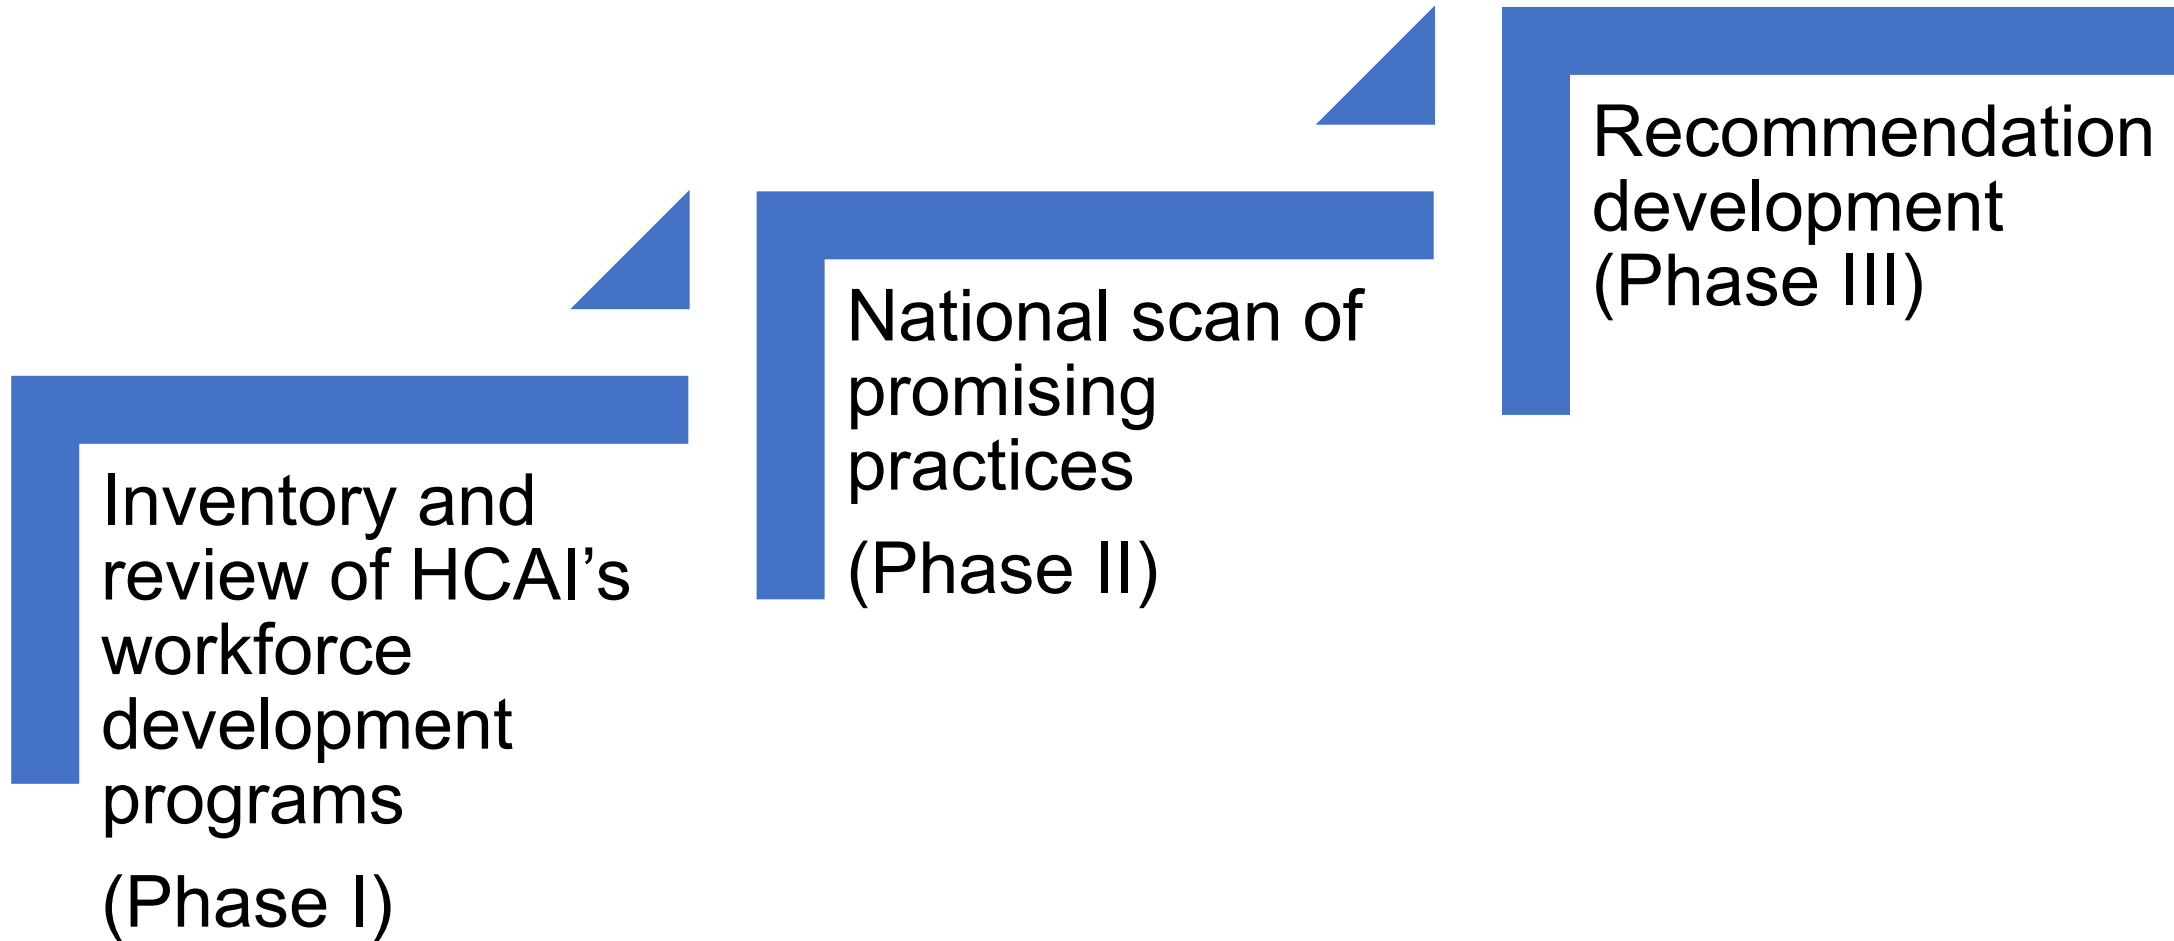 Inventory and
review of HCAI’s
workforce
development
programs
(Phase I)
National scan of
promising
practices
(Phase II)
Recommendation
development
(Phase III)